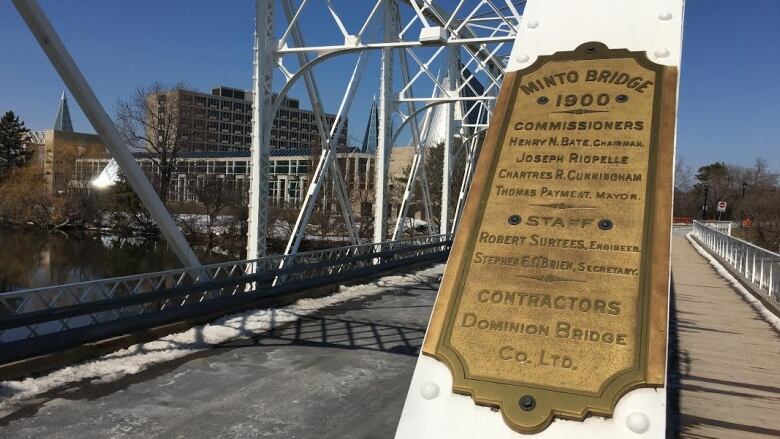 MINTO BRIDGE
1900
COMMISSIONERS
HENRY N. BATE, CHAIRMAN.
JOSEPH RIOPELLE
CHARTRES R. CUNNINGHAM
THOMAS PAYMENT, MAYOR.
STAFF
ROBERT SURTEES, ENGINEER.
STEPHEN E. O'BRIEN, SECRETARY.
CONTRACTORS
DOMINION BRIDGE
CO. LTD.